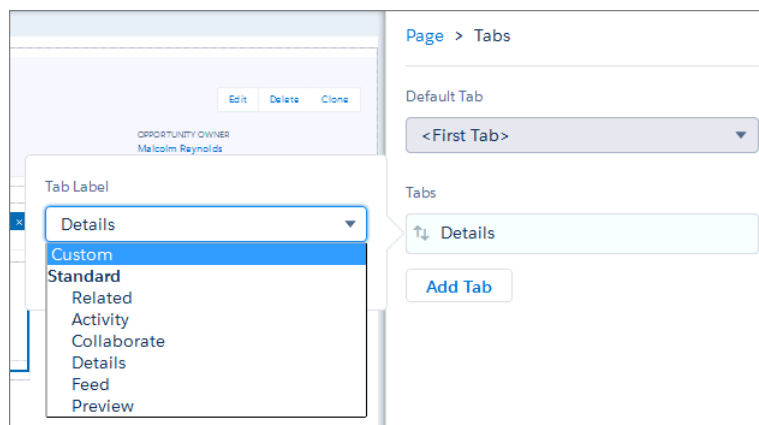 Page > Tabs
Edit Delete Clone
Default Tab
<First Tab>
OPPORTUNITY OWNER
Malcolm Reynolds
Tab Label
Tabs
Details
Details
Custom
Standard
Related
Activity
Collaborate
Details
Feed
Preview
Add Tab